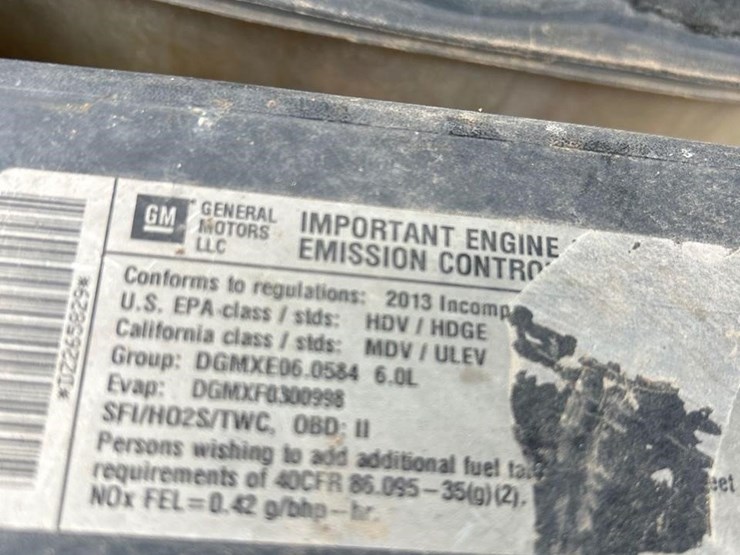 *DZ265829*
GM GENERAL MOTORS LLC
IMPORTANT ENGINE
EMISSION CONTRO
Conforms to regulations: 2013 Incomp
U.S. EPA class / stds: HDV / HDGE
California class / stds: MDV / ULEV
Group: DGMXE06.0584 6.0L
Evap: DGMXF0300998
SFI/HO2S/TWC, OBD: II
Persons wishing to add additional fuel ta
requirements of 40CFR 86.095-35(g)(2).
NOx FEL=0.42 g/bhp-hr.